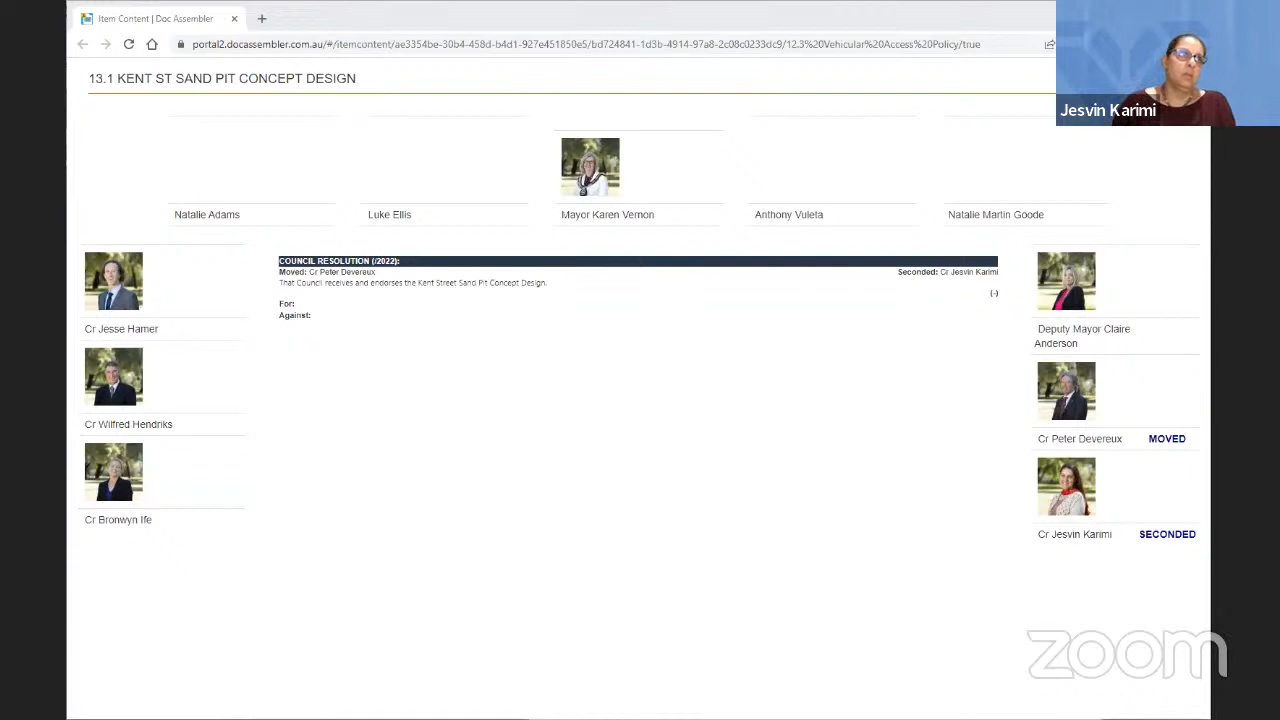 Item Content | Doc Assembler
portal2.docassembler.com.au/#/itemcontent/ae3354be-30b4-458d-b4d1-927e451850e5/bd724841-1d3b-4914-97a8-2c08c0233dc9/12.3%20Vehicular%20Access%20Policy/true
Jesvin Karimi
13.1 KENT ST SAND PIT CONCEPT DESIGN
Natalie Adams
Luke Ellis
Mayor Karen Vernon
Anthony Vuleta
Natalie Martin Goode
COUNCIL RESOLUTION (/2022):
Moved: Cr Peter Devereux
Seconded: Cr Jesvin Karimi
That Council receives and endorses the Kent Street Sand Pit Concept Design.
(-)
For:
Against:
Cr Jesse Hamer
Cr Wilfred Hendriks
Cr Bronwyn Ife
Deputy Mayor Claire
Anderson
Cr Peter Devereux MOVED
Cr Jesvin Karimi SECONDED
zoom